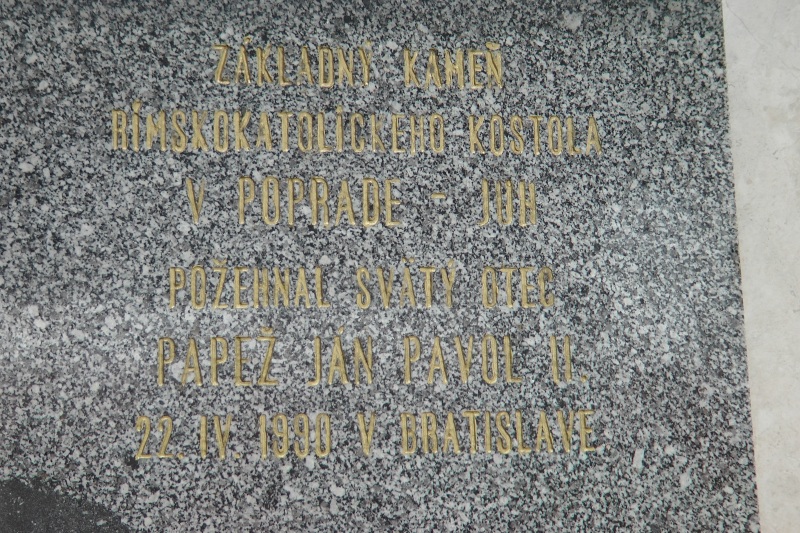 ZÁKLADNÝ KAMEŇ
RÍMSKOKATOLÍCKEHO KOSTOLA
V POPRADE - JUH
POŽEHNAL SVÄTÝ OTEC
PÁPEŽ JÁN PAVOL II.
22. IV. 1990 V BRATISLAVE